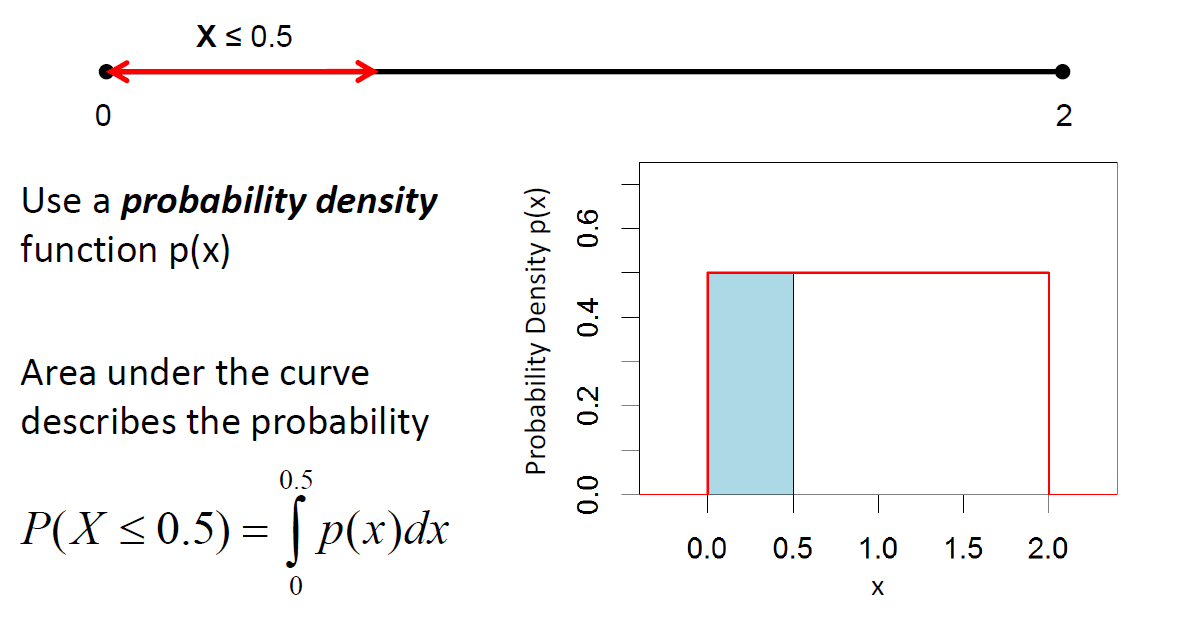 X ≤ 0.5
0
2
Use a probability density
function p(x)
Area under the curve
describes the probability
0.5
P(X ≤ 0.5) = ∫ p(x)dx
0
Probability Density p(x)
0.6
0.4
0.2
0.0
0.0 0.5 1.0 1.5 2.0
x